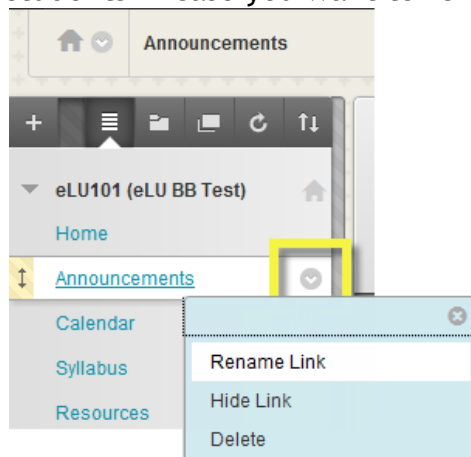 Announcements
eLU101 (eLU BB Test)
Home
Announcements
Calendar
Syllabus
Resources
Rename Link
Hide Link
Delete